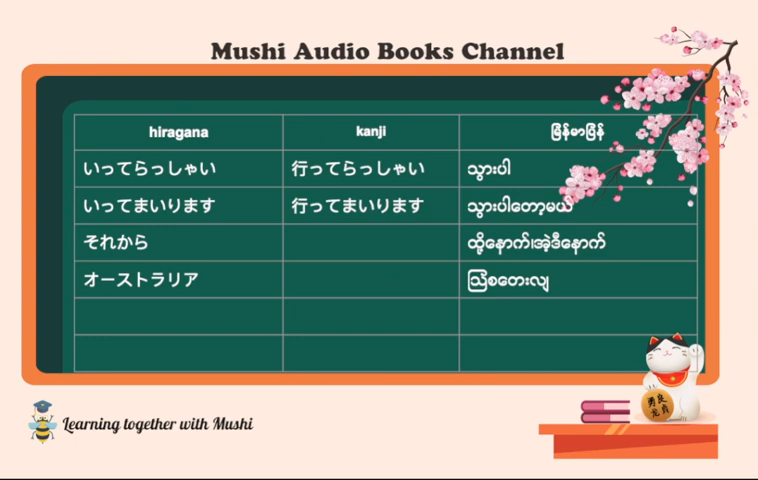 Mushi Audio Books Channel
hiragana kanji မြန်မာမြန်
いってらっしゃい 行ってらっしゃい သွားပါ
いってまいります 行ってまいります သွားပါတော့မယ်
それから ထို့နောက်၊အဲ့ဒီနောက်
オーストラリア ဩစတေးလျ
Learning together with Mushi